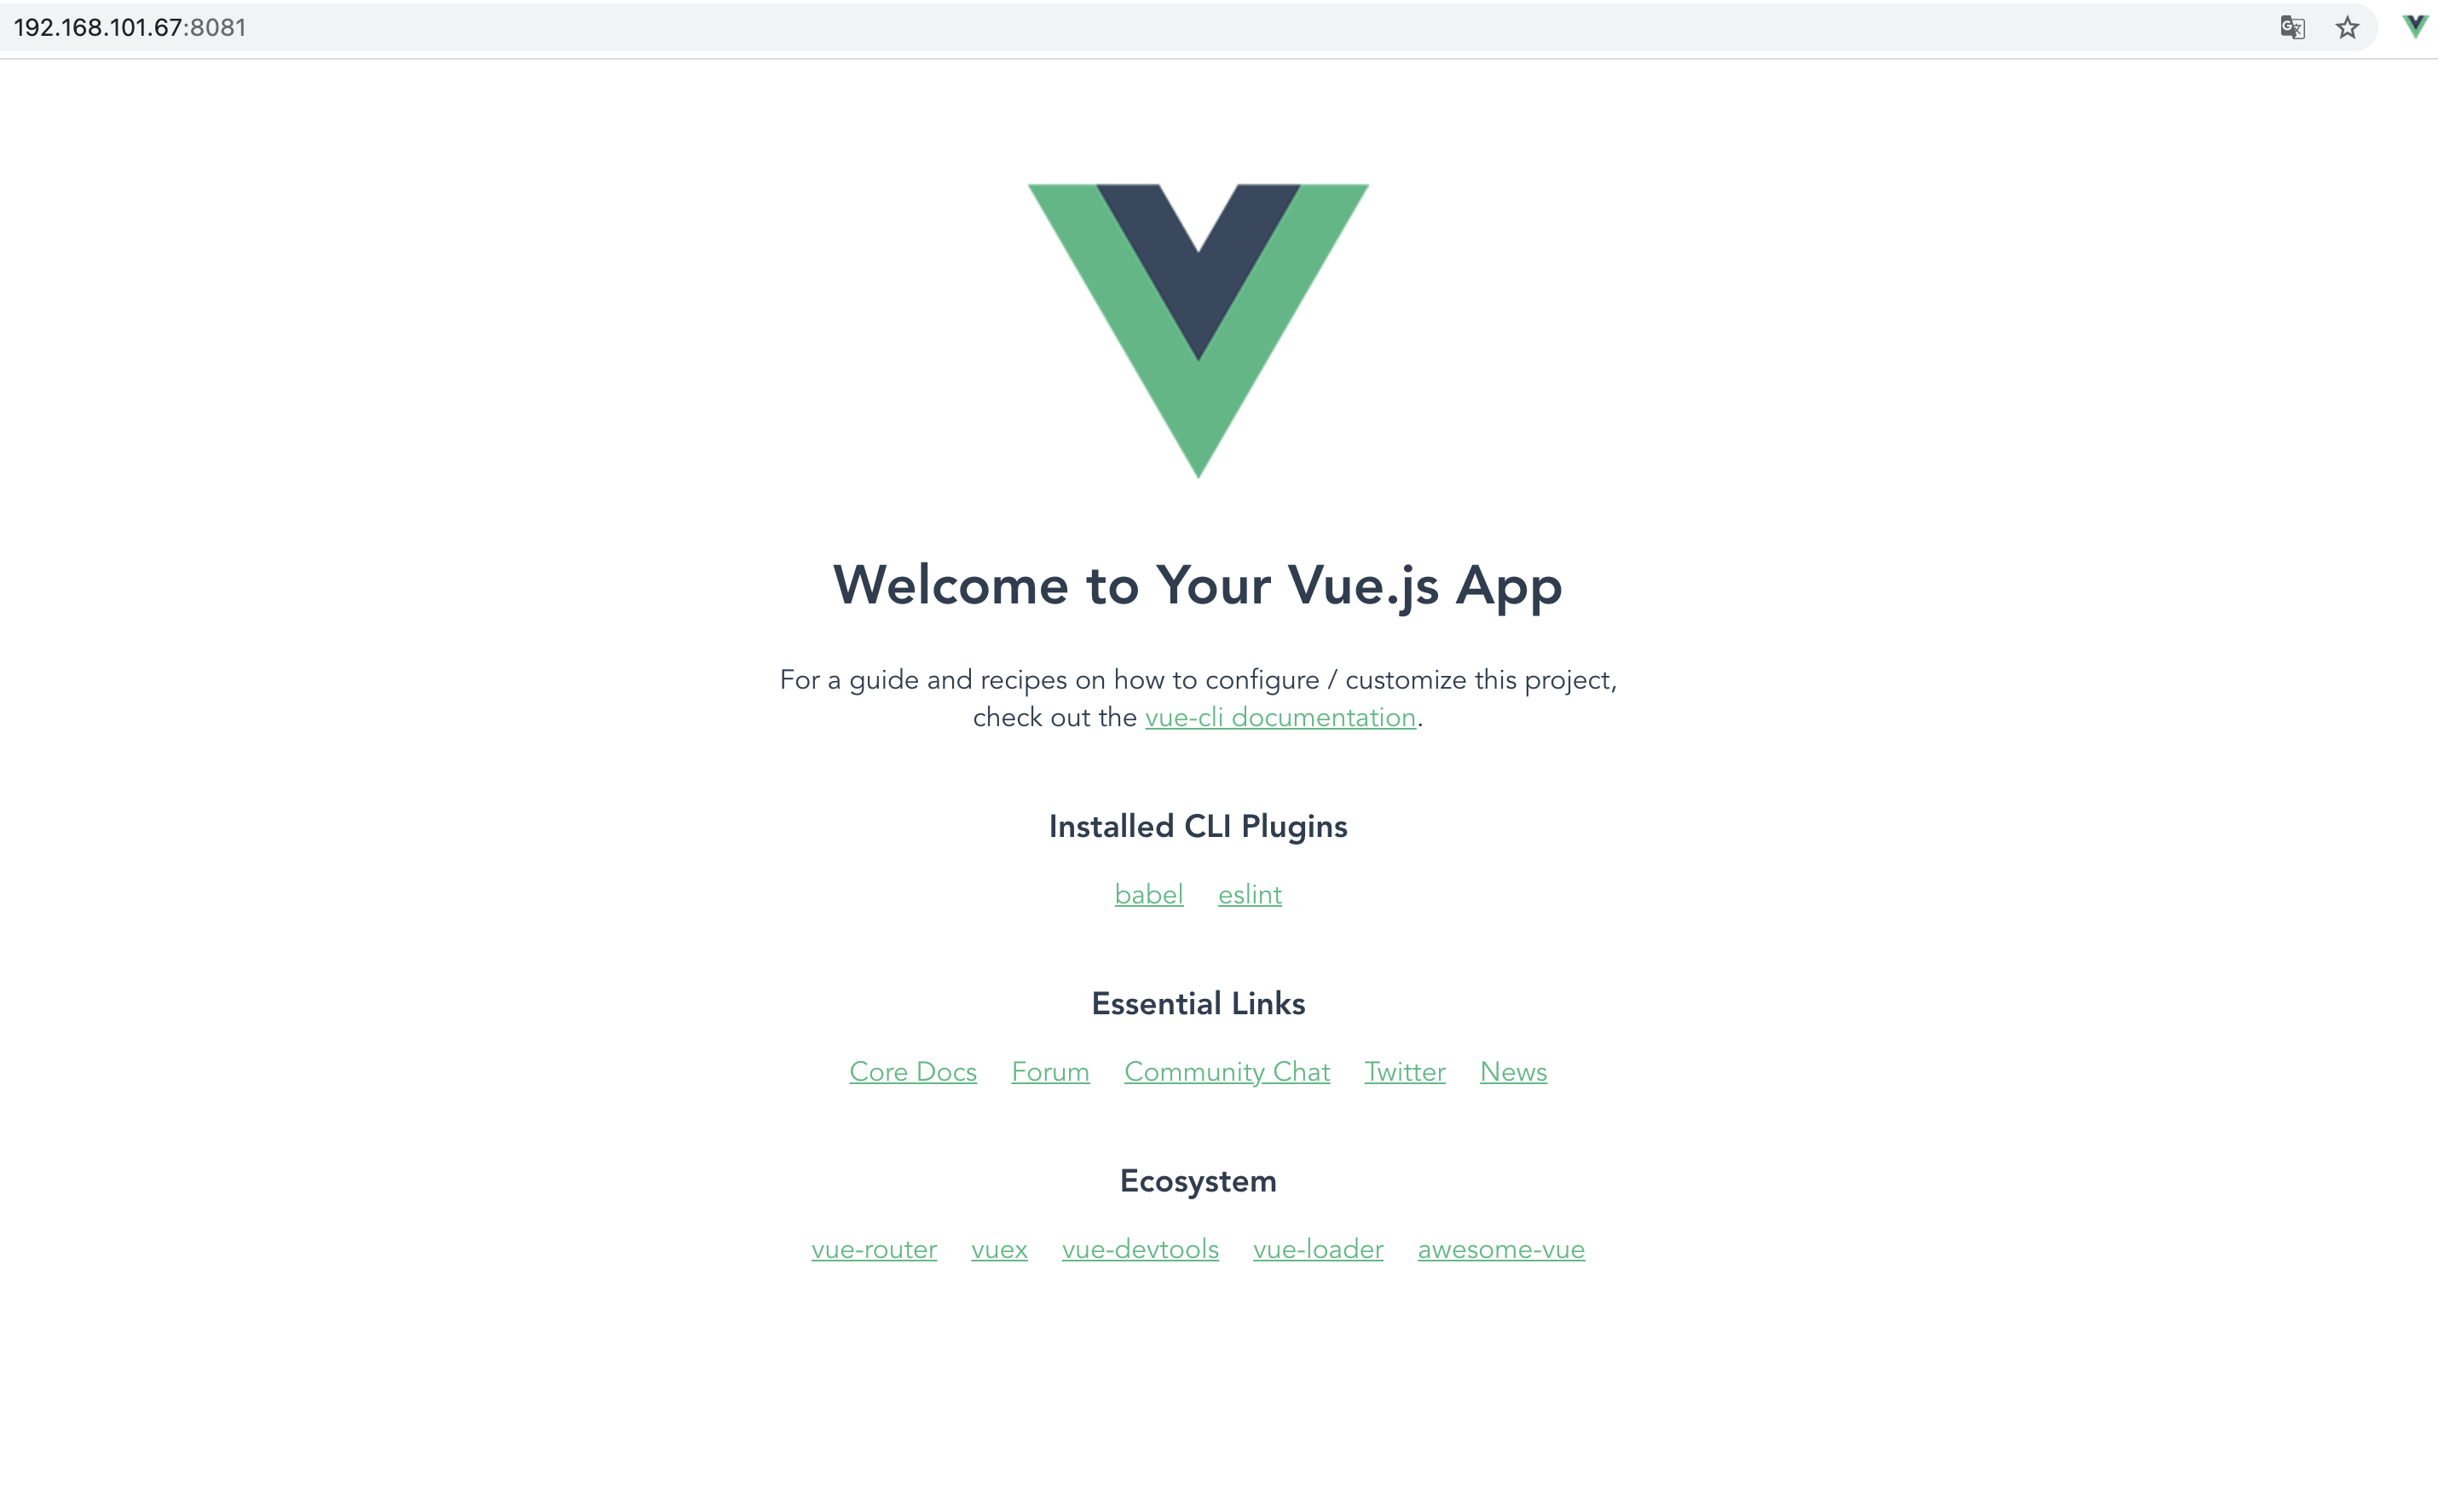 192.168.101.67:8081
Welcome to Your Vue.js App
For a guide and recipes on how to configure / customize this project,
check out the vue-cli documentation.
Installed CLI Plugins
babel eslint
Essential Links
Core Docs Forum Community Chat Twitter News
Ecosystem
vue-router vuex vue-devtools vue-loader awesome-vue